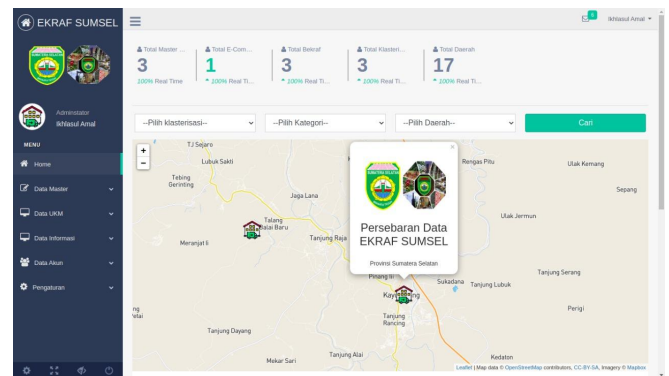 EKRAF SUMSEL
0
Ikhlasul Amal
Adminstator
Ikhlasul Amal
MENU
Home
Data Master
Data UKM
Data Informasi
Data Akun
Pengaturan
Total Master ...
3
100% Real Time
Total E-Com...
1
100% Real Ti...
Total Bekraf
3
100% Real Ti...
Total Klasteri...
3
100% Real Ti...
Total Daerah
17
100% Real Ti...
--Pilih klasterisasi--
--Pilih Kategori--
--Pilih Daerah--
Cari
+
−
TJ Sejaro
Lubuk Sakti
Rengas Pitu
Ulak Kemang
Tebing
Gerinting
Sepang
Jaga Lana
×
Persebaran Data
EKRAF SUMSEL
Provinsi Sumatera Selatan
Talang
Balai Baru
Ulak Jermun
Meranjat Ii
Tanjung Raja
Pinang Ii
Sukadana
Tanjung Lubuk
Tanjung Serang
Perigi
Tanjung
Rancing
Tanjung Dayang
Mekar Sari
Tanjung Alai
Kedaton
Leaflet | Map data © OpenStreetMap contributors, CC-BY-SA, Imagery © Mapbox